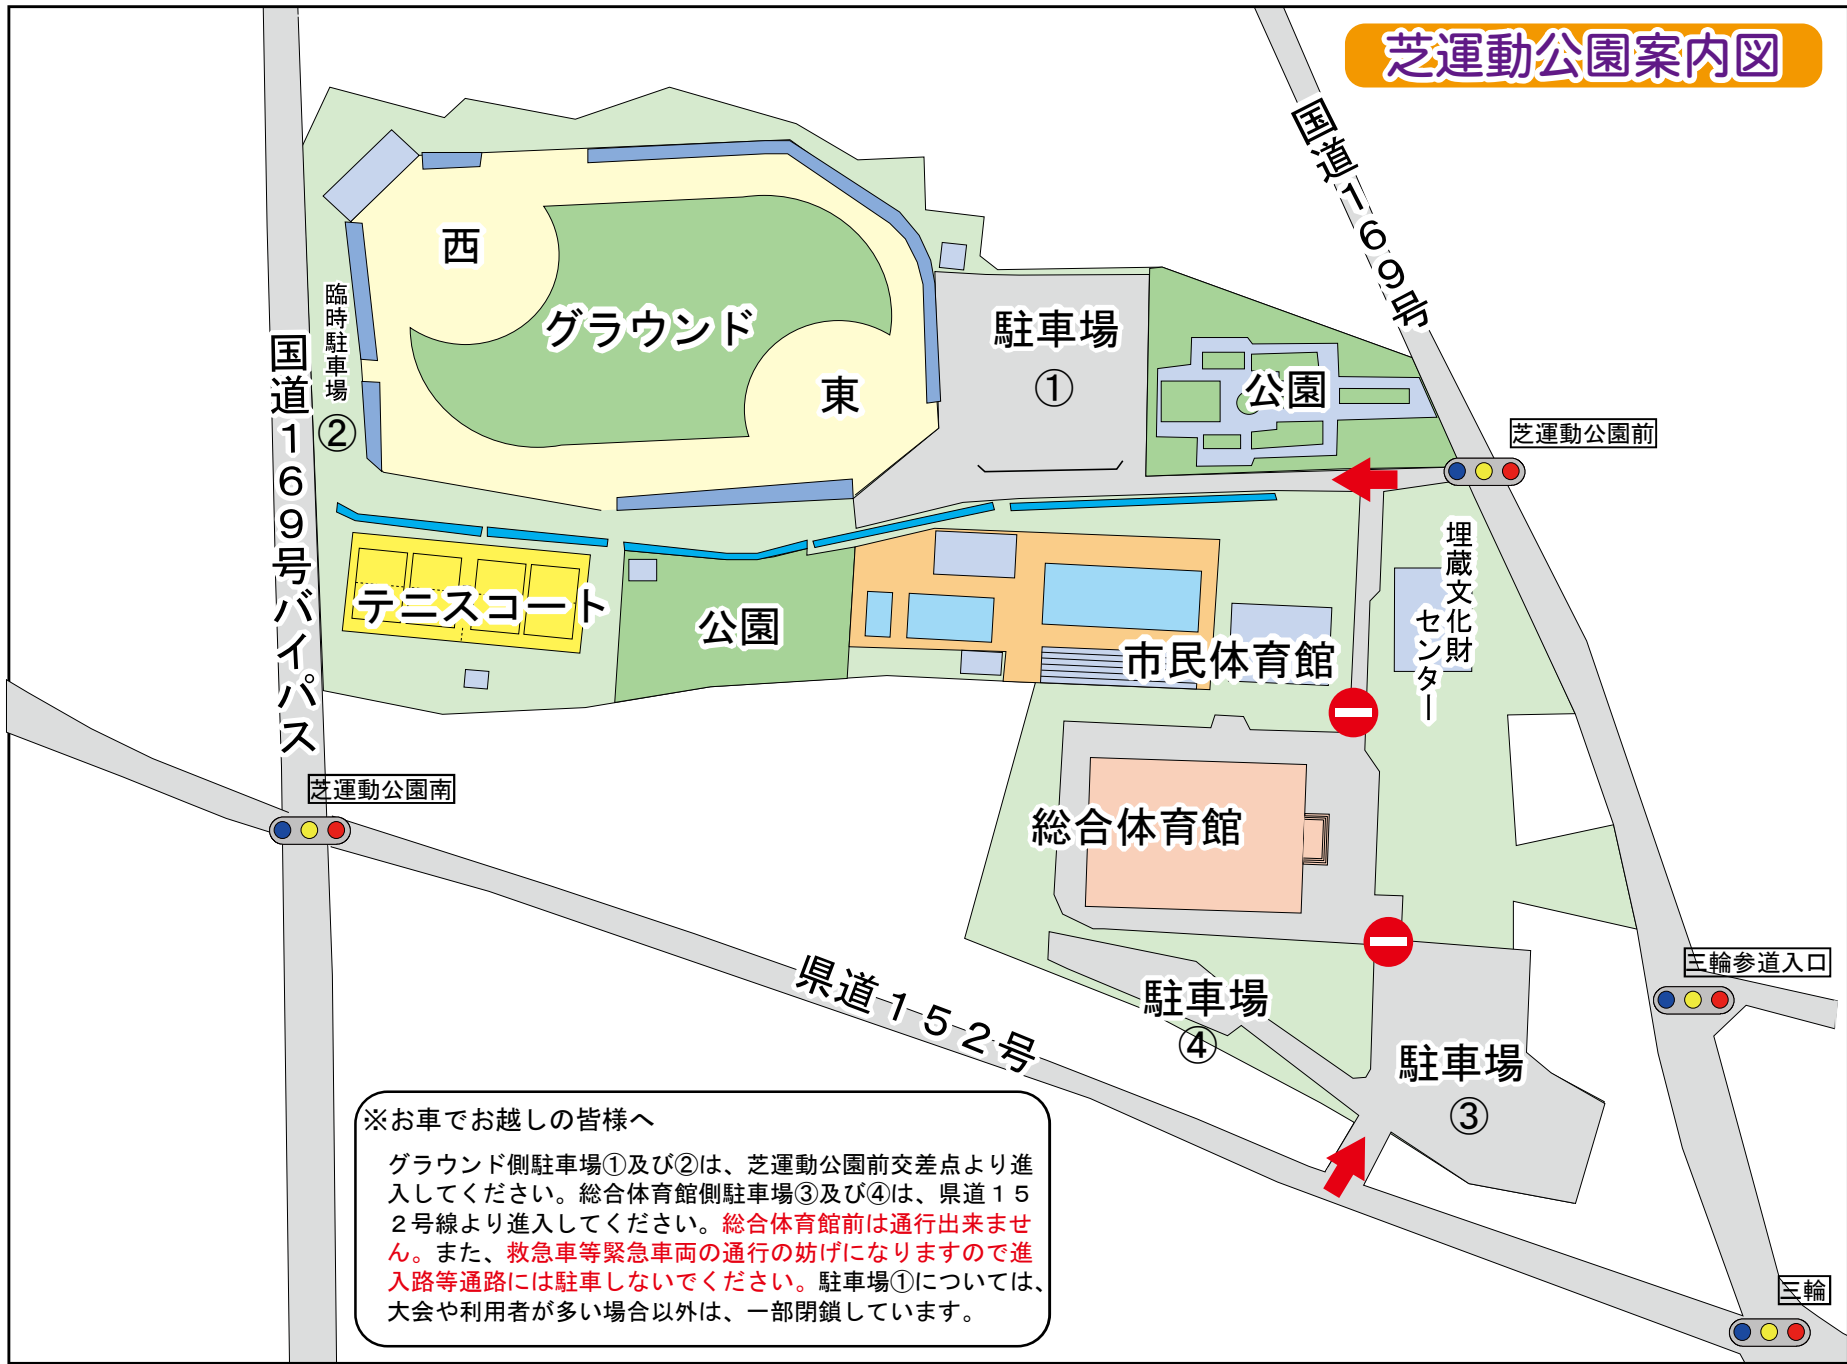 芝運動公園案内図
国道169号
西
グラウンド
東
臨時駐車場
②
国道169号バイパス
駐車場
①
公園
芝運動公園前
埋蔵文化財
センター
テニスコート
公園
市民体育館
芝運動公園南
総合体育館
三輪参道入口
県道152号
駐車場
④
駐車場
③
三輪
※お車でお越しの皆様へ
グラウンド側駐車場①及び②は、芝運動公園前交差点より進
入してください。総合体育館側駐車場③及び④は、県道15
2号線より進入してください。総合体育館前は通行出来ませ
ん。また、救急車等緊急車両の通行の妨げになりますので進
入路等通路には駐車しないでください。駐車場①については、
大会や利用者が多い場合以外は、一部閉鎖しています。